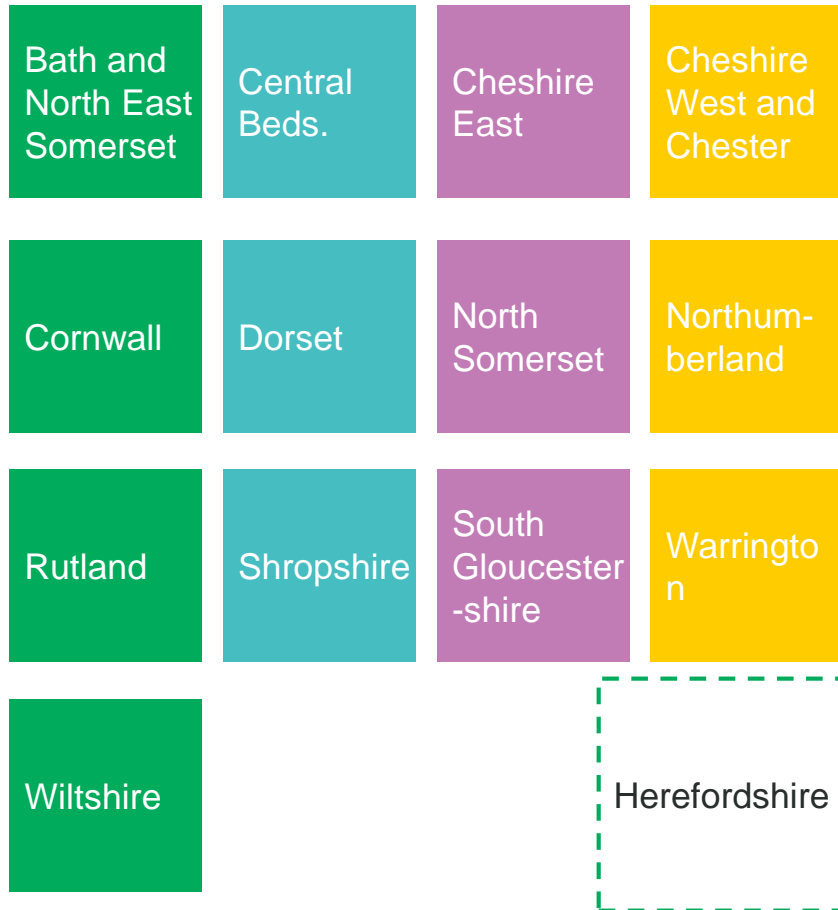 Bath and
North East
Somerset
Central
Beds.
Cheshire
East
Cheshire
West and
Chester
Cornwall
Dorset
North
Somerset
Northum-
berland
Rutland
Shropshire
South
Gloucester
-shire
Warringto
n
Wiltshire
Herefordshire